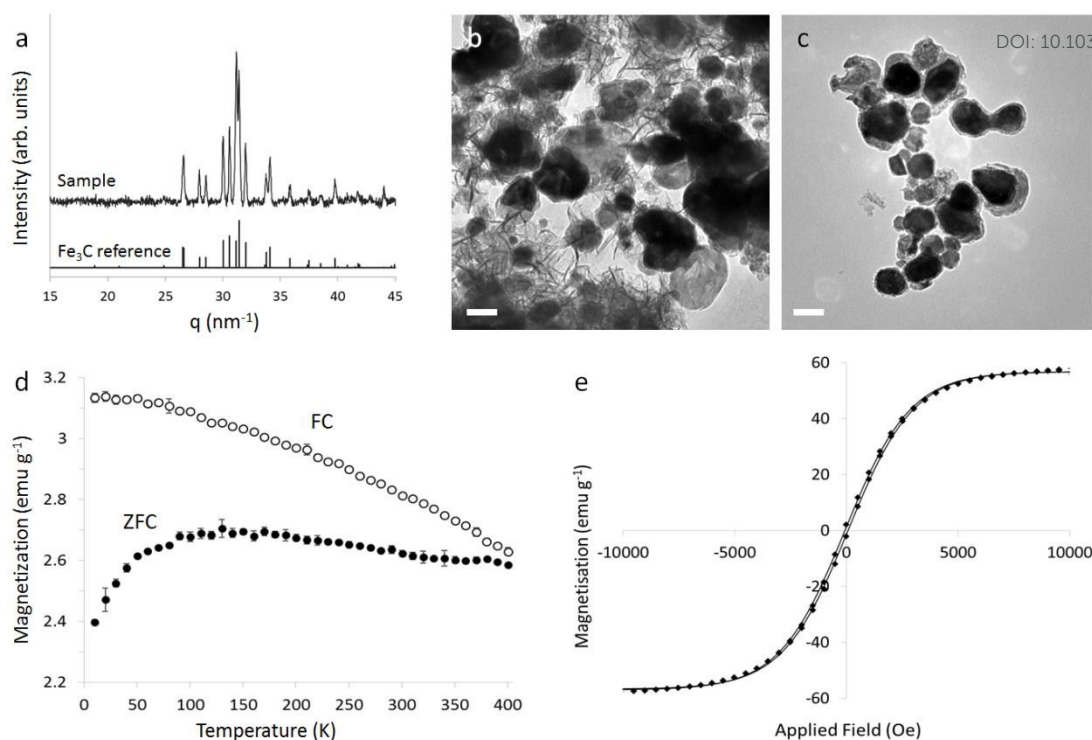 a
Intensity (arb. units)
Sample
Fe₃C reference
15 20 25 30 35 40 45
q (nm⁻¹)
b
c
DOI: 10.103
d
Magnetization (emu g⁻¹)
3.2
3
2.8
2.6
2.4
2.2
FC
ZFC
0 50 100 150 200 250 300 350 400
Temperature (K)
e
Magnetisation (emu g⁻¹)
60
40
20
0
-10000 -5000 0 5000 10000
-20
-40
-60
Applied Field (Oe)